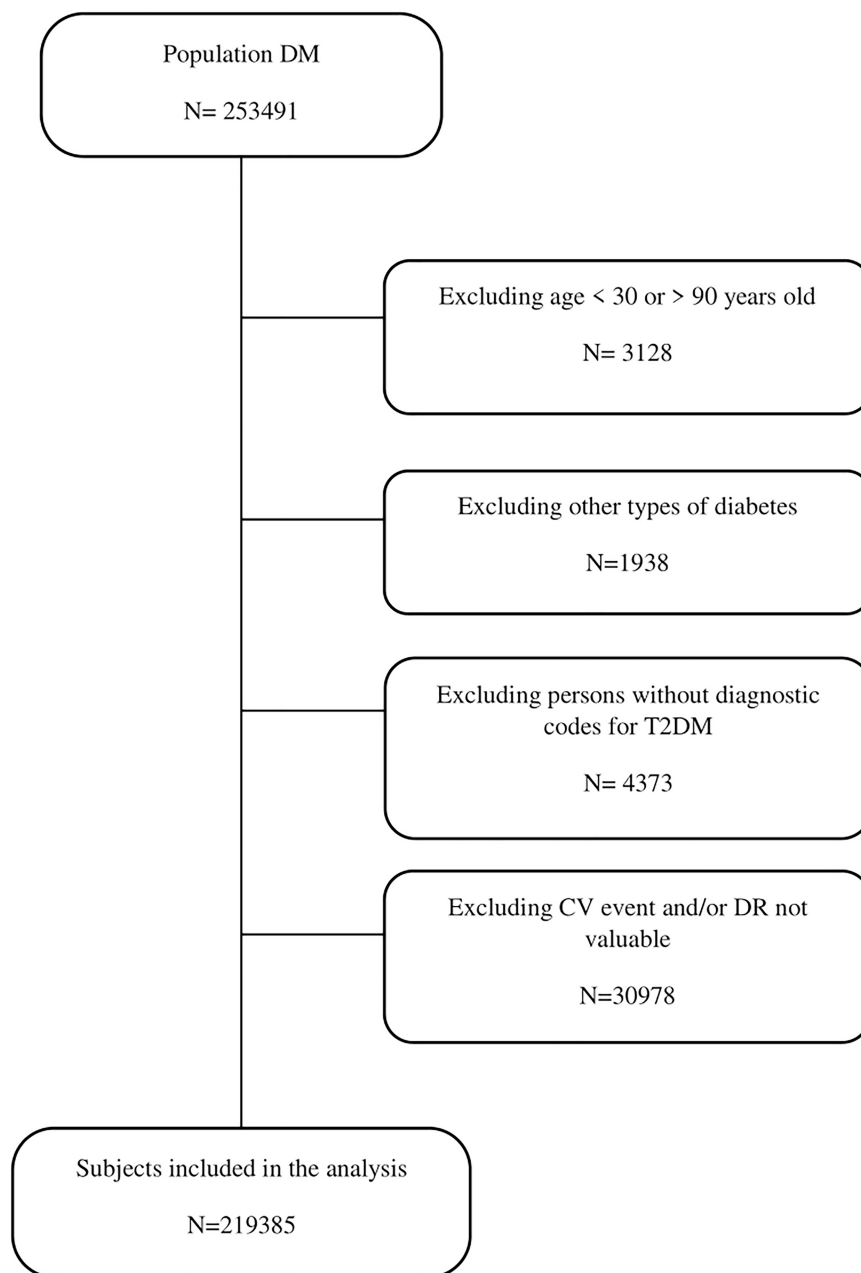 Population DM
N= 253491
Excluding age < 30 or > 90 years old
N= 3128
Excluding other types of diabetes
N=1938
Excluding persons without diagnostic
codes for T2DM
N= 4373
Excluding CV event and/or DR not
valuable
N=30978
Subjects included in the analysis
N=219385